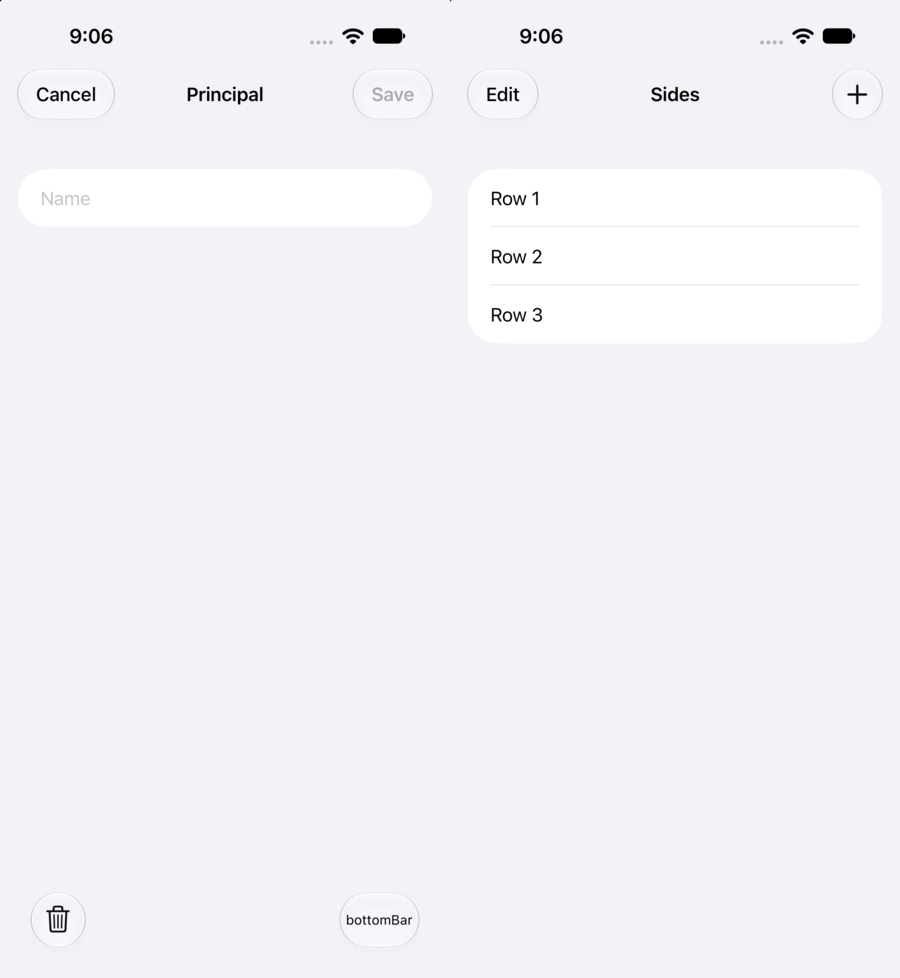 9:06
Cancel
Principal
Save
Name
bottomBar
9:06
Edit
Sides
Row 1
Row 2
Row 3